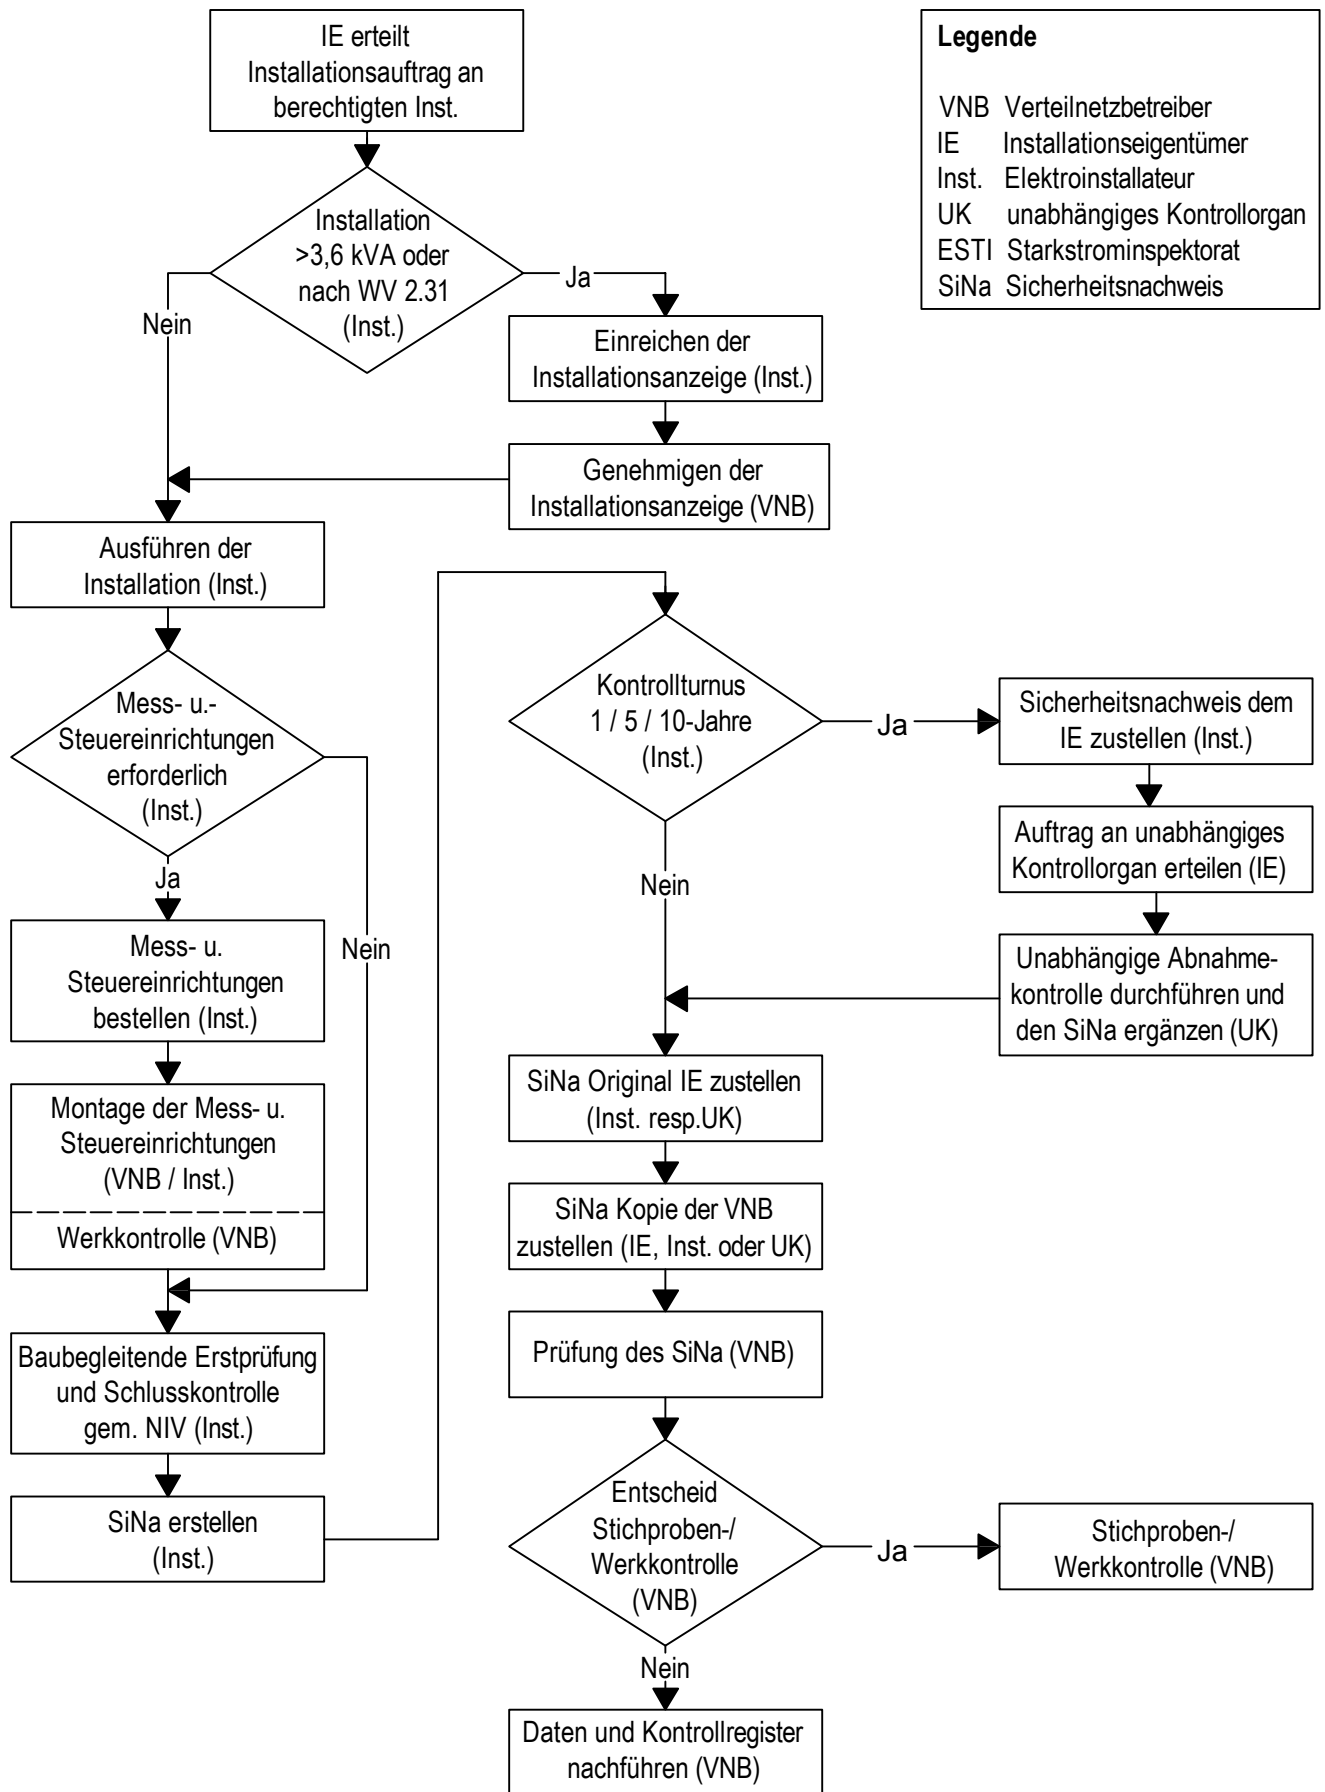 IE erteilt
Installationsauftrag an
berechtigten Inst.
Legende
VNB Verteilnetzbetreiber
IE Installationseigentümer
Inst. Elektroinstallateur
UK unabhängiges Kontrollorgan
ESTI Starkstrominspektorat
SiNa Sicherheitsnachweis
Installation
>3,6 kVA oder
nach WV 2.31
(Inst.)
Ja
Nein
Einreichen der
Installationsanzeige (Inst.)
Genehmigen der
Installationsanzeige (VNB)
Ausführen der
Installation (Inst.)
Mess- u.-
Steuereinrichtungen
erforderlich
(Inst.)
Ja
Nein
Mess- u.
Steuereinrichtungen
bestellen (Inst.)
Montage der Mess- u.
Steuereinrichtungen
(VNB / Inst.)
Werkkontrolle (VNB)
Baubegleitende Erstprüfung
und Schlusskontrolle
gem. NIV (Inst.)
SiNa erstellen
(Inst.)
Kontrollturnus
1 / 5 / 10-Jahre
(Inst.)
Ja
Nein
Sicherheitsnachweis dem
IE zustellen (Inst.)
Auftrag an unabhängiges
Kontrollorgan erteilen (IE)
Unabhängige Abnahme-
kontrolle durchführen und
den SiNa ergänzen (UK)
SiNa Original IE zustellen
(Inst. resp.UK)
SiNa Kopie der VNB
zustellen (IE, Inst. oder UK)
Prüfung des SiNa (VNB)
Entscheid
Stichproben-/
Werkkontrolle
(VNB)
Ja
Stichproben-/
Werkkontrolle (VNB)
Nein
Daten und Kontrollregister
nachführen (VNB)